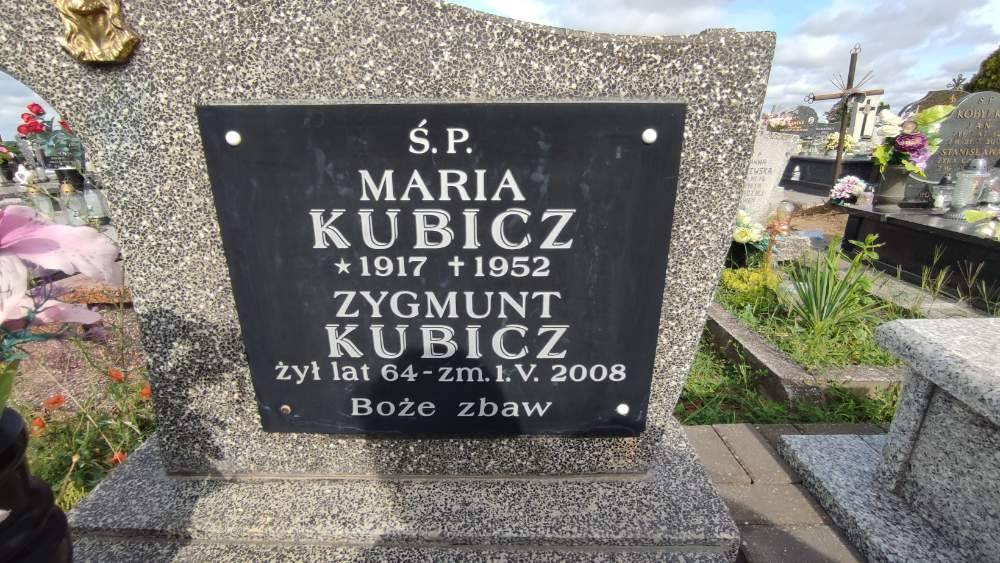 Ś.P.
MARIA
KUBICZ
* 1917 † 1952
ZYGMUNT
KUBICZ
żył lat 64 - zm. 1. V. 2008
Boże zbaw